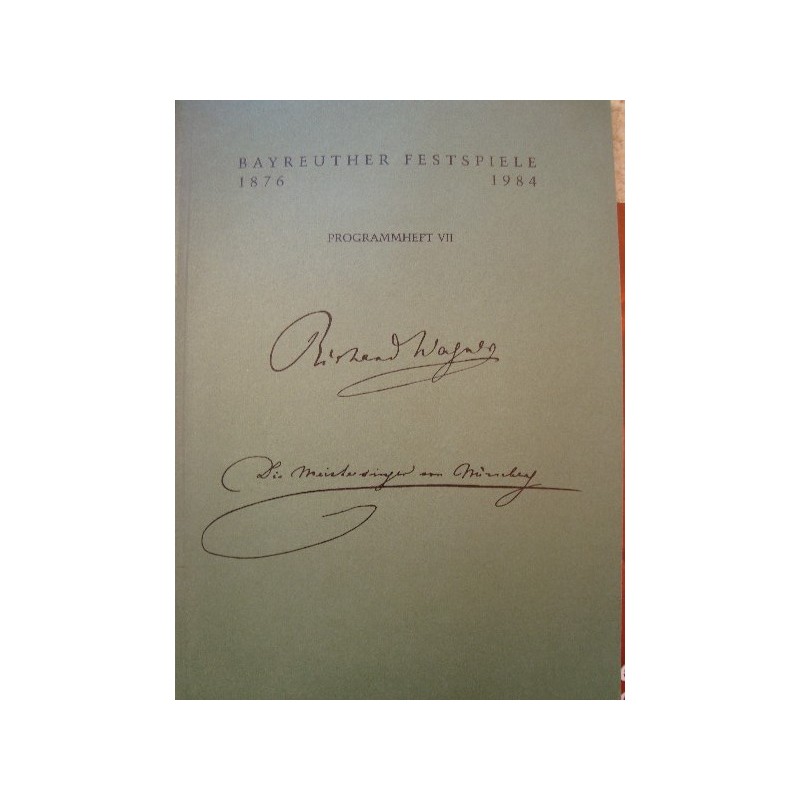 BAYREUTHER FESTSPIELE
1876 1984
PROGRAMMHEFT VII
Richard Wagner
Die Meistersinger von Nürnberg